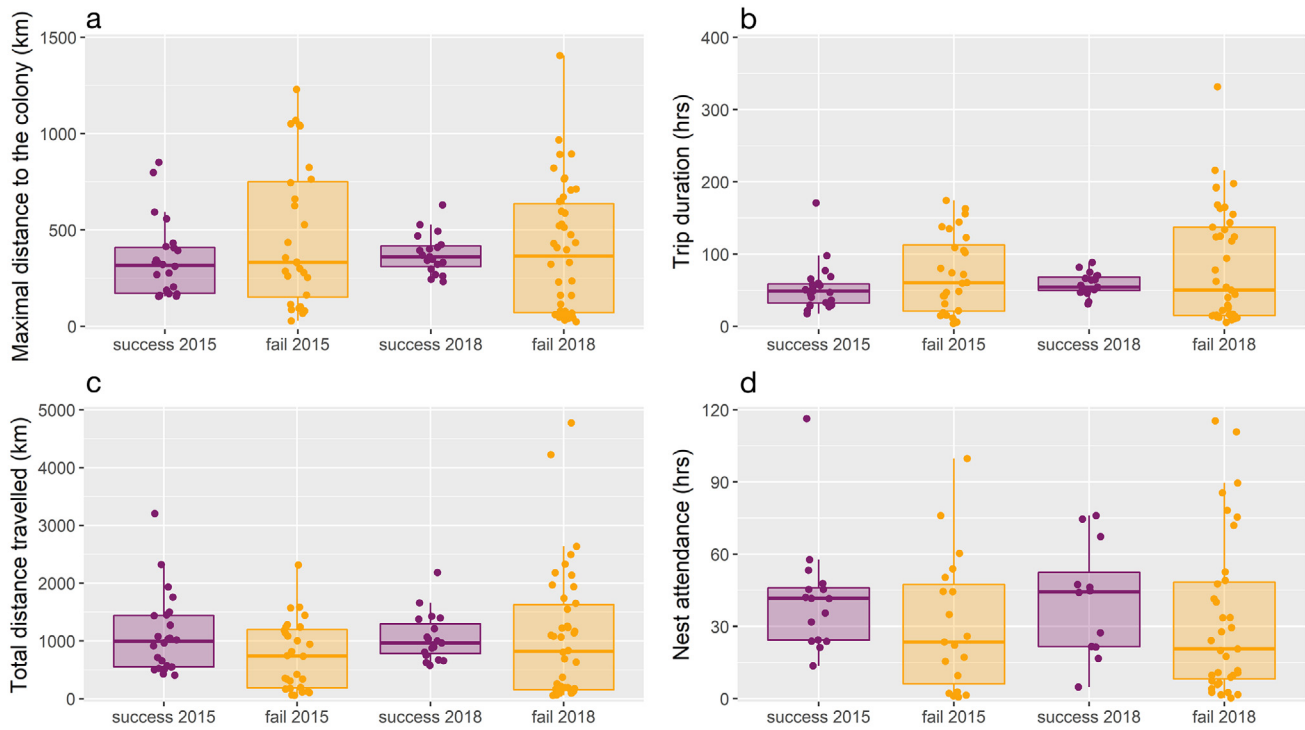 a
Maximal distance to the colony (km)
1500
1000
500
0
success 2015 fail 2015 success 2018 fail 2018
b
Trip duration (hrs)
400
300
200
100
0
success 2015 fail 2015 success 2018 fail 2018
c
Total distance travelled (km)
5000
4000
3000
2000
1000
0
success 2015 fail 2015 success 2018 fail 2018
d
Nest attendance (hrs)
120
90
60
30
0
success 2015 fail 2015 success 2018 fail 2018